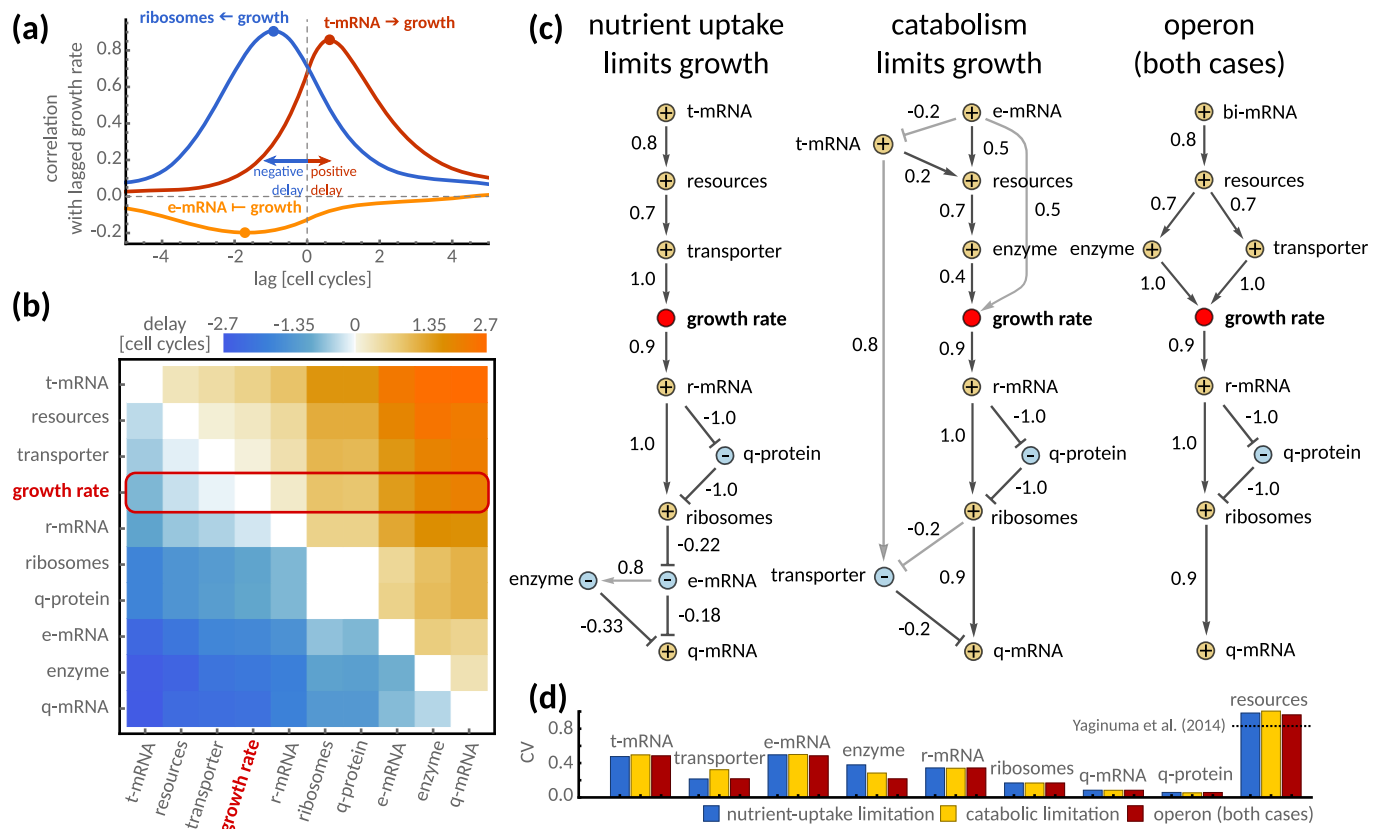 (a)
ribosomes ← growth
t-mRNA → growth
correlation
with lagged growth rate
0.8
0.6
0.4
0.2
0.0
-0.2
negative
delay
positive
delay
e-mRNA ⊢ growth
-4
-2
0
2
4
lag [cell cycles]
(b)
delay
[cell cycles]
-2.7
-1.35
0
1.35
2.7
t-mRNA
resources
transporter
growth rate
r-mRNA
ribosomes
q-protein
e-mRNA
enzyme
q-mRNA
t-mRNA
resources
transporter
growth rate
r-mRNA
ribosomes
q-protein
e-mRNA
enzyme
q-mRNA
(c)
nutrient uptake
limits growth
+ t-mRNA
0.8
+ resources
0.7
+ transporter
1.0
growth rate
0.9
+ r-mRNA
-1.0
1.0
- q-protein
-1.0
+ ribosomes
-0.22
enzyme - 0.8 - e-mRNA
-0.33
-0.18
+ q-mRNA
catabolism
limits growth
+ e-mRNA
-0.2
t-mRNA +
0.5
0.2
+ resources
0.5
0.7
+ enzyme
0.4
growth rate
0.9
0.8
+ r-mRNA
-1.0
1.0
- q-protein
-1.0
+ ribosomes
-0.2
transporter -
0.9
-0.2
+ q-mRNA
operon
(both cases)
+ bi-mRNA
0.8
+ resources
0.7
0.7
enzyme +
+ transporter
1.0
1.0
growth rate
0.9
+ r-mRNA
-1.0
1.0
- q-protein
-1.0
+ ribosomes
0.9
+ q-mRNA
(d)
CV
0.8
0.4
0.0
t-mRNA
transporter
e-mRNA
enzyme
r-mRNA
ribosomes
q-mRNA
q-protein
resources
Yaginuma et al. (2014)
nutrient-uptake limitation
catabolic limitation
operon (both cases)